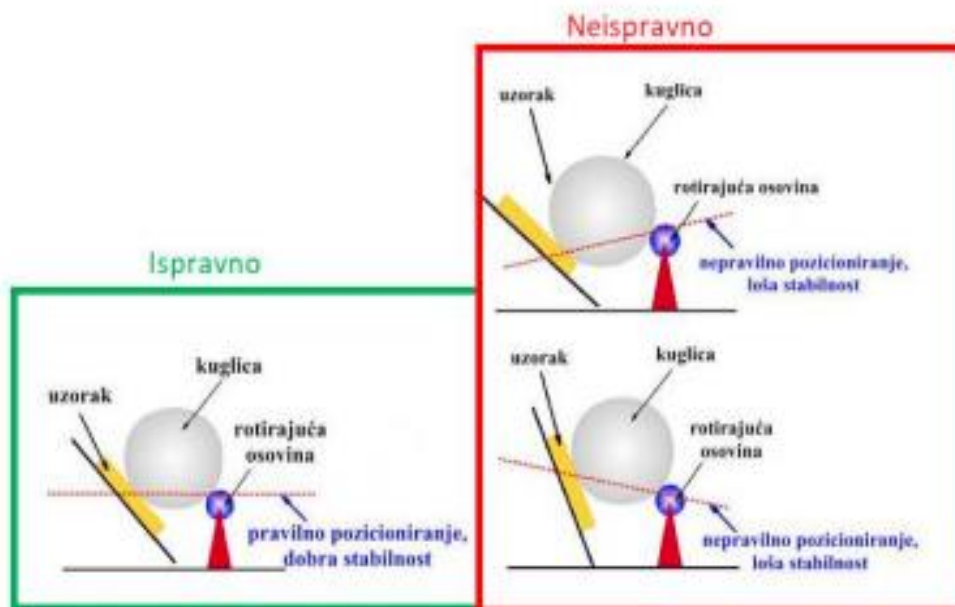 Neispravno
uzorak
kuglica
rotirajuća osovina
nepravilno pozicioniranje,
loša stabilnost
Ispravno
kuglica
uzorak
rotirajuća
osovina
pravilno pozicioniranje,
dobra stabilnost
uzorak
kuglica
rotirajuća
osovina
nepravilno pozicioniranje,
loša stabilnost